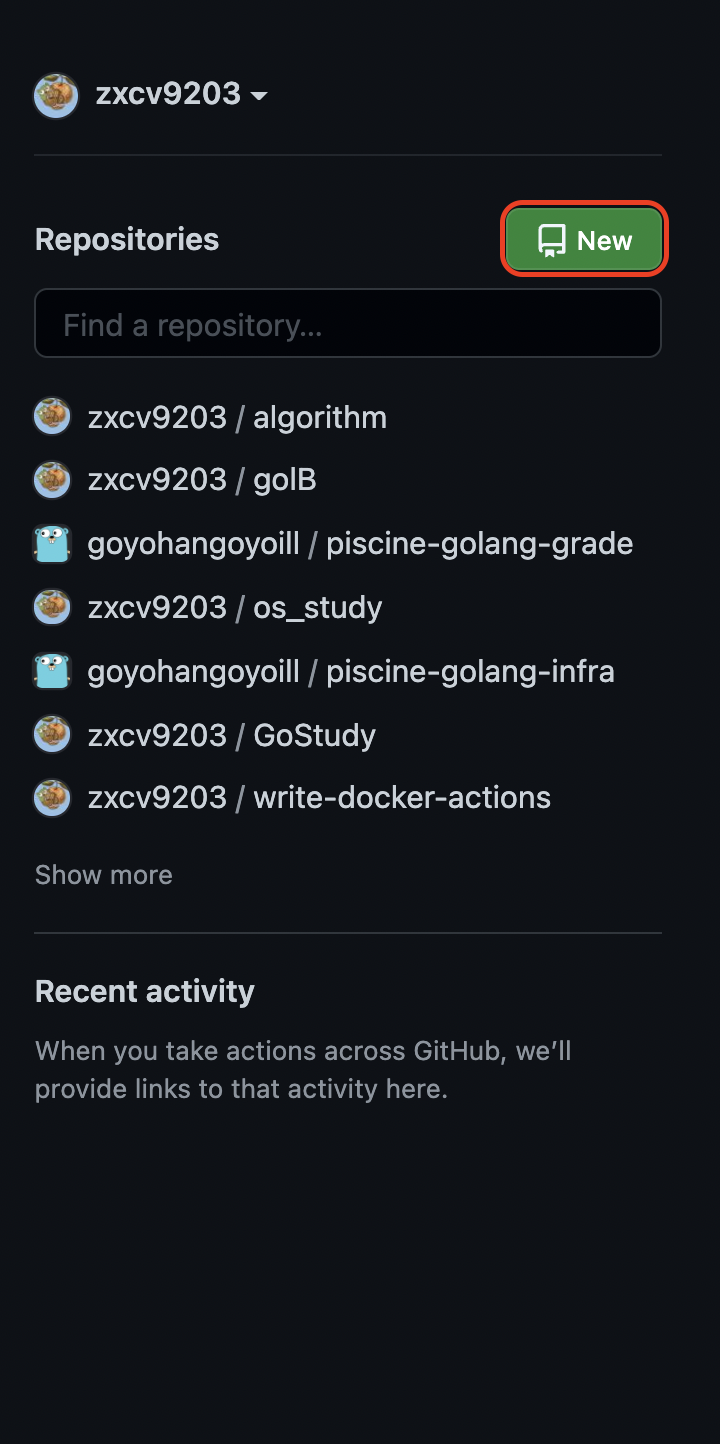 zxcv9203
Repositories
New
Find a repository...
zxcv9203 / algorithm
zxcv9203 / golB
goyohangoyoill / piscine-golang-grade
zxcv9203 / os_study
goyohangoyoill / piscine-golang-infra
zxcv9203 / GoStudy
zxcv9203 / write-docker-actions
Show more
Recent activity
When you take actions across GitHub, we’ll
provide links to that activity here.